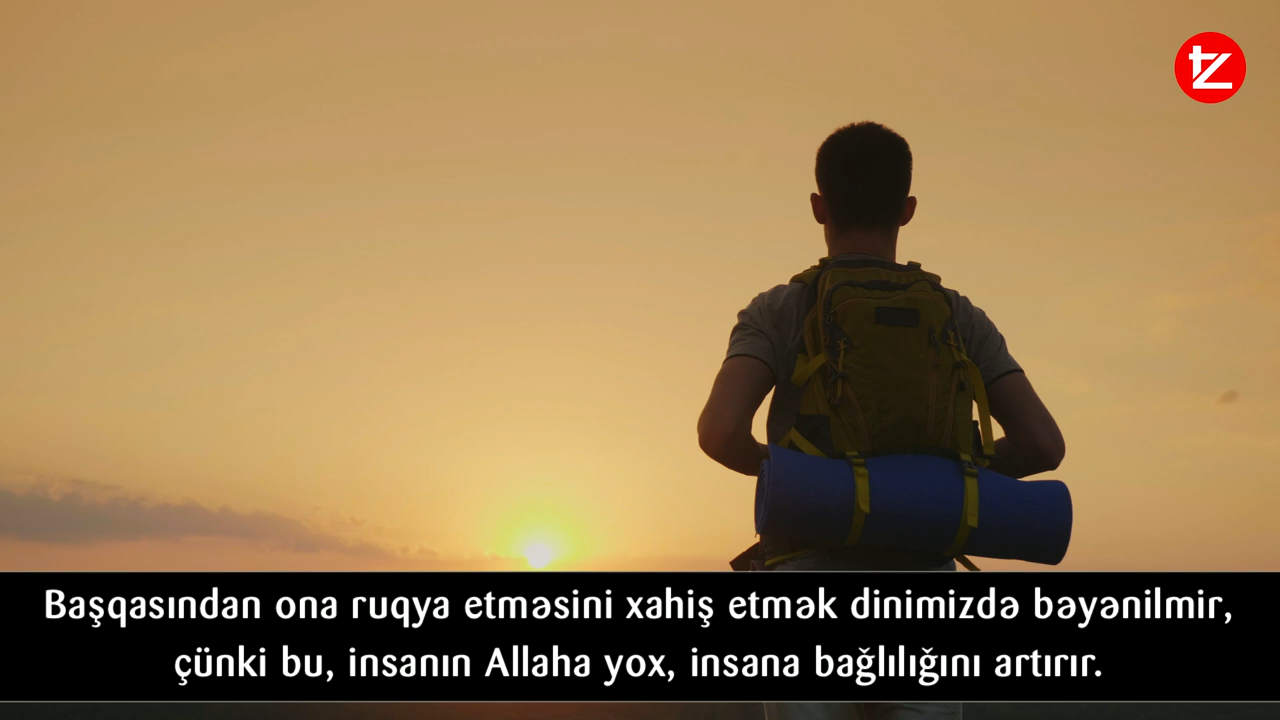 Başqasından ona ruqya etməsini xahiş etmək dinimizdə bəyənilmir,
çünki bu, insanın Allaha yox, insana bağlılığını artırır.